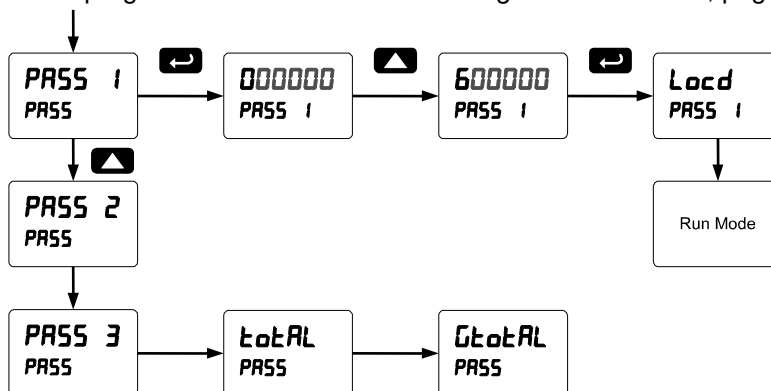 PASS 1
PASS
000000
PASS 1
600000
PASS 1
Locd
PASS 1
PASS 2
PASS
Run Mode
PASS 3
PASS
totAL
PASS
GtotAL
PASS